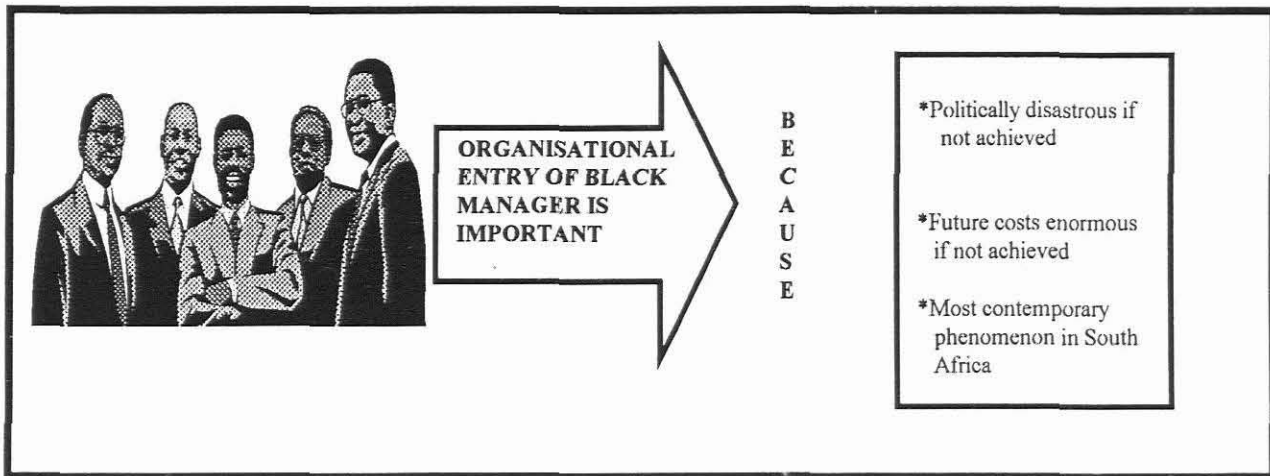 ORGANISATIONAL
ENTRY OF BLACK
MANAGER IS
IMPORTANT
B
E
C
A
U
S
E
*Politically disastrous if
not achieved
*Future costs enormous
if not achieved
*Most contemporary
phenomenon in South
Africa